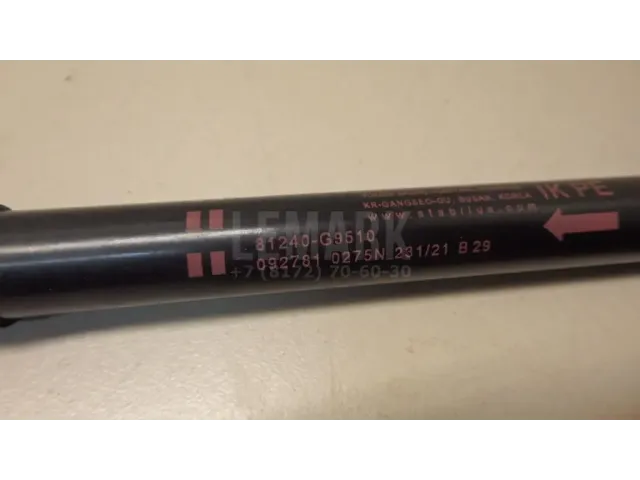 KR-GANGSEO-GU, BUSAN, KOREA
IK PE
www.stabilus.com
81240-G9510
092781 0275N 231/21 B 29
LEMARK
+7 (8172) 70-60-30